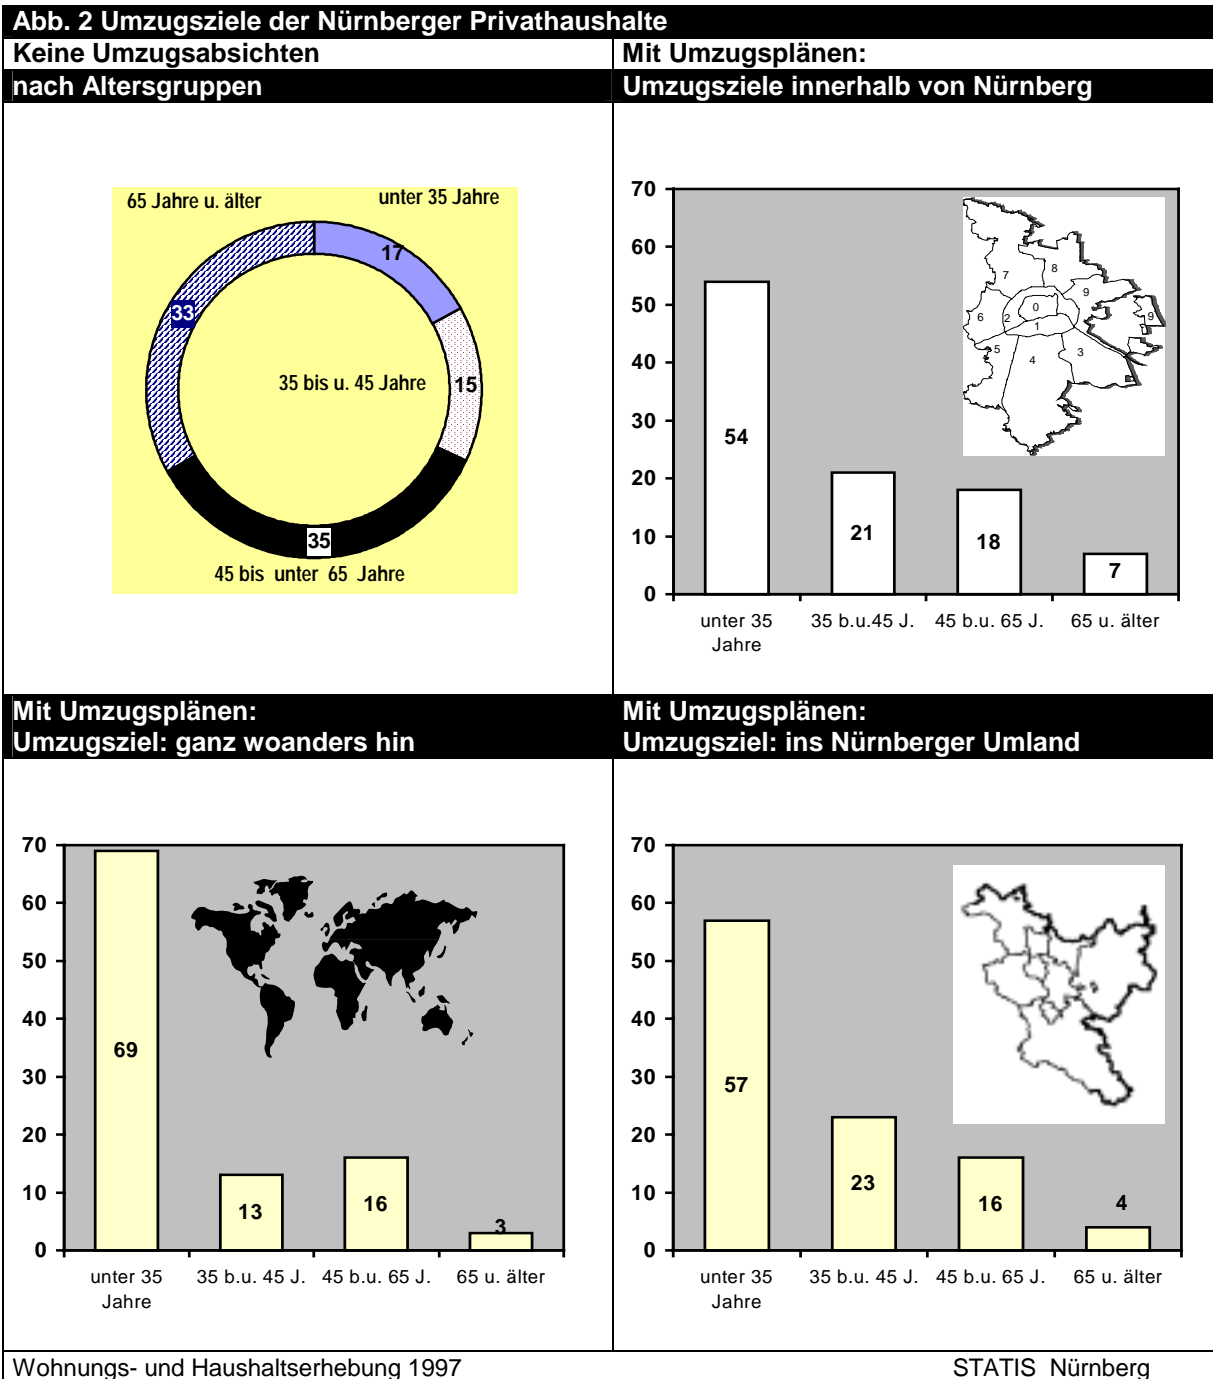 Abb. 2 Umzugsziele der Nürnberger Privathaushalte
Keine Umzugsabsichten
nach Altersgruppen
65 Jahre u. älter
unter 35 Jahre
17
33
35 bis u. 45 Jahre
15
35
45 bis unter 65 Jahre
Mit Umzugsplänen:
Umzugsziele innerhalb von Nürnberg
70
60
50
40
30
20
10
0
7
8
9
6
2
0
1
9
5
4
3
54
21
18
7
unter 35
Jahre
35 b.u.45 J.
45 b.u. 65 J.
65 u. älter
Mit Umzugsplänen:
Umzugsziel: ganz woanders hin
70
60
50
40
30
20
10
0
69
13
16
3
unter 35
Jahre
35 b.u. 45 J.
45 b.u. 65 J.
65 u. älter
Mit Umzugsplänen:
Umzugsziel: ins Nürnberger Umland
70
60
50
40
30
20
10
0
57
23
16
4
unter 35
Jahre
35 b.u. 45 J.
45 b.u. 65 J.
65 u. älter
Wohnungs- und Haushaltserhebung 1997
STATIS Nürnberg